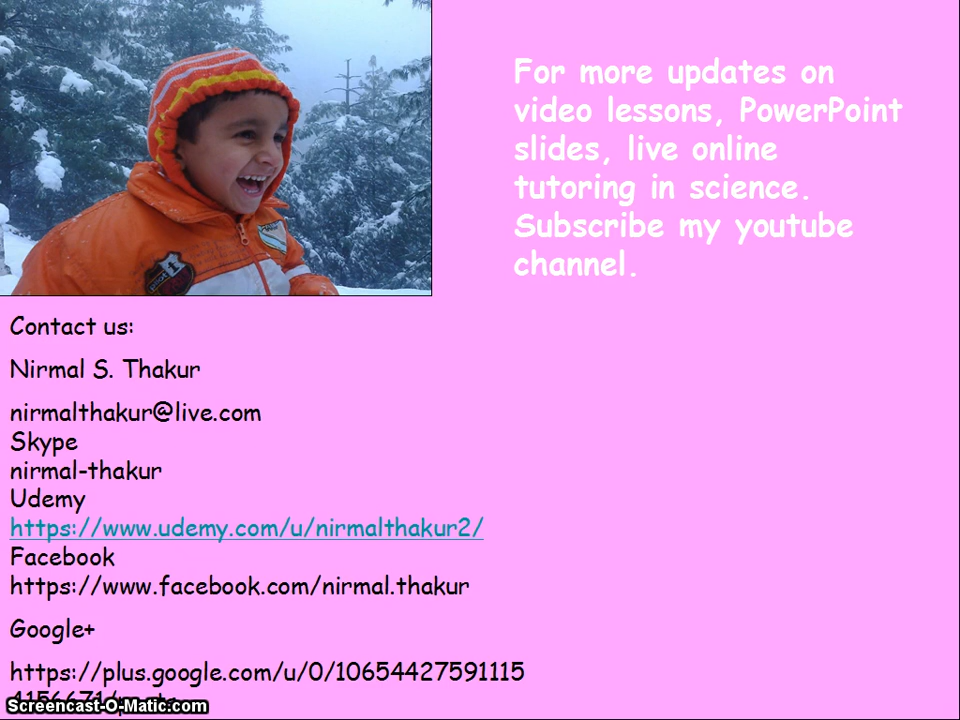 For more updates on
video lessons, PowerPoint
slides, live online
tutoring in science.
Subscribe my youtube
channel.
Contact us:
Nirmal S. Thakur
nirmalthakur@live.com
Skype
nirmal-thakur
Udemy
https://www.udemy.com/u/nirmalthakur2/
Facebook
https://www.facebook.com/nirmal.thakur
Google+
https://plus.google.com/u/0/10654427591115
Screencast-O-Matic.com